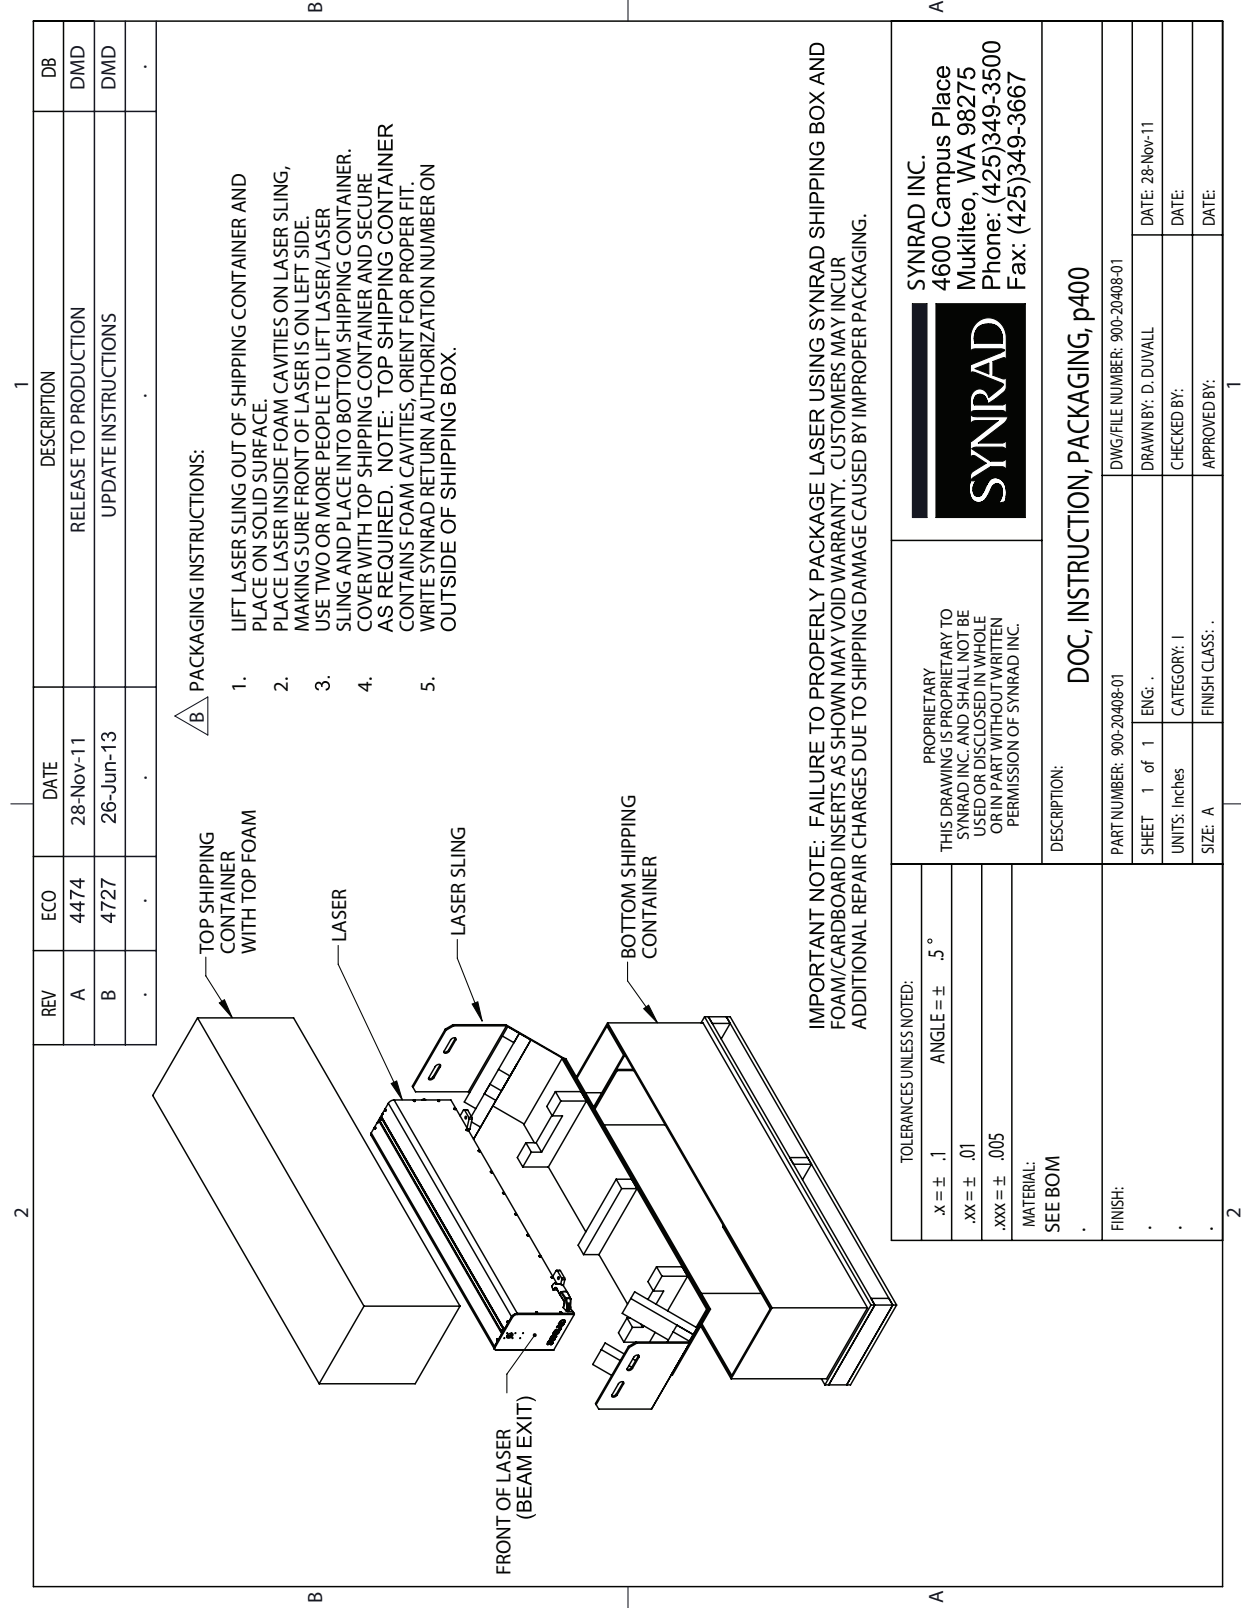 2
1
B
A
REV
ECO
DATE
DESCRIPTION
DB
A
4474
28-Nov-11
RELEASE TO PRODUCTION
DMD
B
4727
26-Jun-13
UPDATE INSTRUCTIONS
DMD
.
.
.
.
.
TOP SHIPPING
CONTAINER
WITH TOP FOAM
LASER
LASER SLING
BOTTOM SHIPPING
CONTAINER
FRONT OF LASER
(BEAM EXIT)
B
PACKAGING INSTRUCTIONS:
1. LIFT LASER SLING OUT OF SHIPPING CONTAINER AND
PLACE ON SOLID SURFACE.
2. PLACE LASER INSIDE FOAM CAVITIES ON LASER SLING,
MAKING SURE FRONT OF LASER IS ON LEFT SIDE.
3. USE TWO OR MORE PEOPLE TO LIFT LASER/LASER
SLING AND PLACE INTO BOTTOM SHIPPING CONTAINER.
4. COVER WITH TOP SHIPPING CONTAINER AND SECURE
AS REQUIRED. NOTE: TOP SHIPPING CONTAINER
CONTAINS FOAM CAVITIES, ORIENT FOR PROPER FIT.
5. WRITE SYNRAD RETURN AUTHORIZATION NUMBER ON
OUTSIDE OF SHIPPING BOX.
IMPORTANT NOTE: FAILURE TO PROPERLY PACKAGE LASER USING SYNRAD SHIPPING BOX AND
FOAM/CARDBOARD INSERTS AS SHOWN MAY VOID WARRANTY. CUSTOMERS MAY INCUR
ADDITIONAL REPAIR CHARGES DUE TO SHIPPING DAMAGE CAUSED BY IMPROPER PACKAGING.
TOLERANCES UNLESS NOTED:
.x = ± .1 ANGLE = ± .5 °
.xx = ± .01
.xxx = ± .005
MATERIAL:
SEE BOM
.
FINISH:
.
.
.
PROPRIETARY
THIS DRAWING IS PROPRIETARY TO
SYNRAD INC. AND SHALL NOT BE
USED OR DISCLOSED IN WHOLE
OR IN PART WITHOUT WRITTEN
PERMISSION OF SYNRAD INC.
SYNRAD
SYNRAD INC.
4600 Campus Place
Mukilteo, WA 98275
Phone: (425)349-3500
Fax: (425)349-3667
DESCRIPTION:
DOC, INSTRUCTION, PACKAGING, p400
PART NUMBER: 900-20408-01
DWG/FILE NUMBER: 900-20408-01
SHEET 1 of 1
ENG: .
DRAWN BY: D. DUVALL
DATE: 28-Nov-11
UNITS: Inches
CATEGORY: I
CHECKED BY:
DATE:
SIZE: A
FINISH CLASS: .
APPROVED BY:
DATE:
B
A
2
1